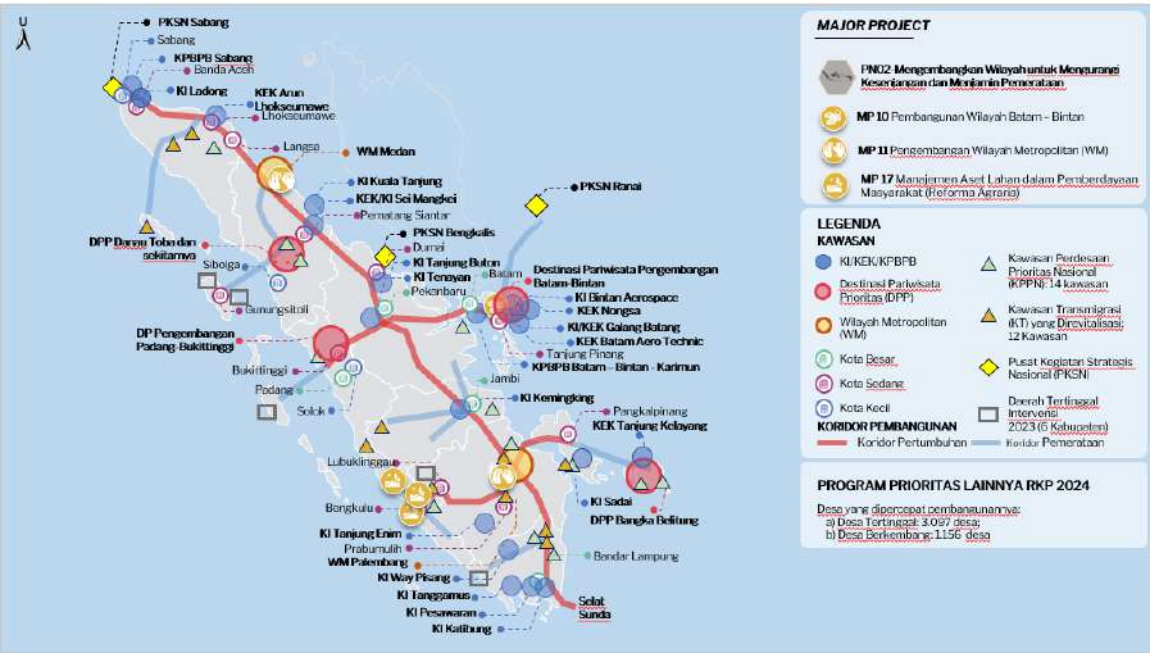 U
PKSN Sabang
Sabang
KPBPB Sabang
Banda Aceh
KI Ladong
KEK Arun
Lhokseumawe
Lhokseumawe
Langsa
WM Medan
KI Kuala Tanjung
KEK/KI Sei Mangkei
Pematang Siantar
PKSN Ranai
PKSN Bengkalis
Dumai
KI Tanjung Buton
KI Tenayan
Pekanbaru
Batam
Destinasi Pariwisata Pengembangan
Batam-Bintan
KI Bintan Aerospace
KEK Nongsa
KI/KEK Galang Batang
KEK Batam Aero Technic
Tanjung Pinang
KPBPB Batam – Bintan - Karimun
DPP Danau Toba dan
sekitarnya
Sibolga
Gunungsitoli
DP Pengembangan
Padang-Bukittinggi
Bukittinggi
Padang
Solok
Jambi
KI Kemingking
Pangkalpinang
KEK Tanjung Kelayang
Lubuklinggau
Bengkulu
KI Sadai
DPP Bangka Belitung
KI Tanjung Enim
Prabumulih
WM Palembang
KI Way Pisang
KI Tanggamus
KI Pesawaran
KI Katibung
Bandar Lampung
Selat
Sunda
MAJOR PROJECT
PN02-Mengembangkan Wilayah untuk Mengurangi
Kesenjangan dan Menjamin Pemerataan
MP 10 Pembangunan Wilayah Batam – Bintan
MP 11 Pengembangan Wilayah Metropolitan (WM)
MP 17 Manajemen Aset Lahan dalam Pemberdayaan
Masyarakat (Reforma Agraria)
LEGENDA
KAWASAN
KI/KEK/KPBPB
Destinasi Pariwisata
Prioritas (DPP)
Wilayah Metropolitan
(WM)
Kota Besar
Kota Sedang
Kota Kecil
Kawasan Perdesaan
Prioritas Nasional
(KPPN): 14 kawasan
Kawasan Transmigrasi
(KT) yang Direvitalisasi:
12 Kawasan
Pusat Kegiatan Strategis
Nasional (PKSN)
Daerah Tertinggal
Intervensi
2023 (6 Kabupaten)
KORIDOR PEMBANGUNAN
Koridor Pertumbuhan
Koridor Pemerataan
PROGRAM PRIORITAS LAINNYA RKP 2024
Desa yang dipercepat pembangunannya:
a) Desa Tertinggal: 3.097 desa;
b) Desa Berkembang: 1.156 desa